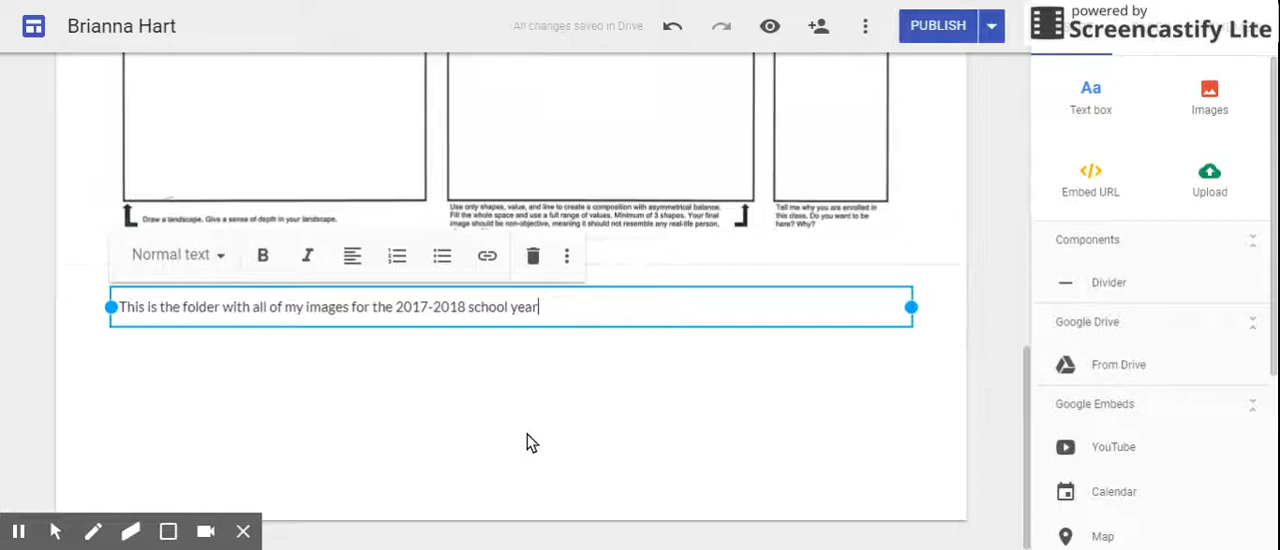 Brianna Hart
All changes saved in Drive
PUBLISH
powered by
Screencastify Lite
Aa
Text box
Images
Embed URL
Upload
Components
Divider
Google Drive
From Drive
Google Embeds
YouTube
Calendar
Map
Draw a landscape. Give a sense of depth in your landscape.
Use only shapes, value, and line to create a composition with asymmetrical balance.
Fill the whole space and use a full range of values. Minimum of 3 shapes. Your final
image should be non-objective, meaning it should not resemble any real-life person,
Tell me why you are enrolled in
this class. Do you want to be
here? Why?
Normal text
B
I
This is the folder with all of my images for the 2017-2018 school year